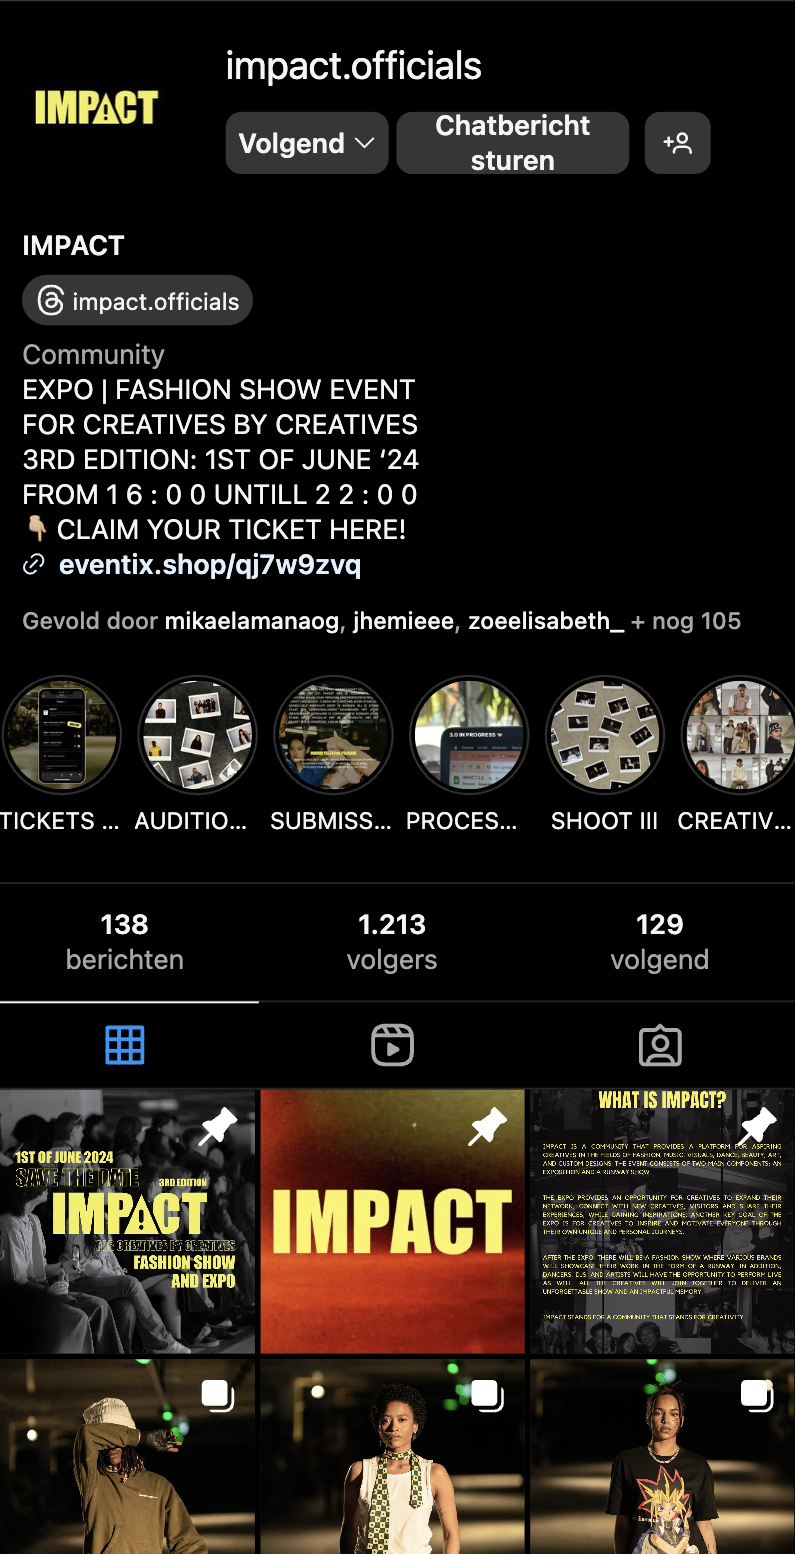 impact.officials
IMPACT
Volgend
Chatbericht
sturen
IMPACT
impact.officials
Community
EXPO | FASHION SHOW EVENT
FOR CREATIVES BY CREATIVES
3RD EDITION: 1ST OF JUNE ‘24
FROM 1 6 : 0 0 UNTILL 2 2 : 0 0
👇🏼 CLAIM YOUR TICKET HERE!
eventix.shop/qj7w9zvq
Gevold door mikaelamanaog, jhemieee, zoeelisabeth_ + nog 105
3.0 IN PROGRESS
TICKETS ...
AUDITIO...
SUBMISS...
PROCES...
SHOOT III
CREATIV...
138
berichten
1.213
volgers
129
volgend
1ST OF JUNE 2024
SAVE THE DATE
3RD EDITION
IMPACT
FOR CREATIVES BY CREATIVES
FASHION SHOW
AND EXPO
IMPACT
WHAT IS IMPACT?
IMPACT IS A COMMUNITY THAT PROVIDES A PLATFORM FOR ASPIRING
CREATIVES IN THE FIELDS OF FASHION, MUSIC, VISUALS, DANCE, BEAUTY, ART,
AND CUSTOM DESIGNS. THE EVENT CONSISTS OF TWO MAIN COMPONENTS: AN
EXPOSITION AND A RUNWAY SHOW.
THE EXPO PROVIDES AN OPPORTUNITY FOR CREATIVES TO EXPAND THEIR
NETWORK, CONNECT WITH NEW CREATIVES, VISITORS AND SHARE THEIR
EXPERIENCES, WHILE GAINING INSPIRATIONS. ANOTHER KEY GOAL OF THE
EXPO IS FOR CREATIVES TO INSPIRE AND MOTIVATE EVERYONE THROUGH
THEIR OWN UNIQUE AND PERSONAL JOURNEYS.
AFTER THE EXPO, THERE WILL BE A FASHION SHOW WHERE VARIOUS BRANDS
WILL SHOWCASE THEIR WORK IN THE FORM OF A RUNWAY. IN ADDITION,
DANCERS, DJS, AND ARTISTS WILL HAVE THE OPPORTUNITY TO PERFORM LIVE
AS WELL. ALL THE CREATIVES WILL JOIN TOGETHER TO DELIVER AN
UNFORGETTABLE SHOW AND AN IMPACTFUL MEMORY.
IMPACT STANDS FOR A COMMUNITY THAT STANDS FOR CREATIVITY